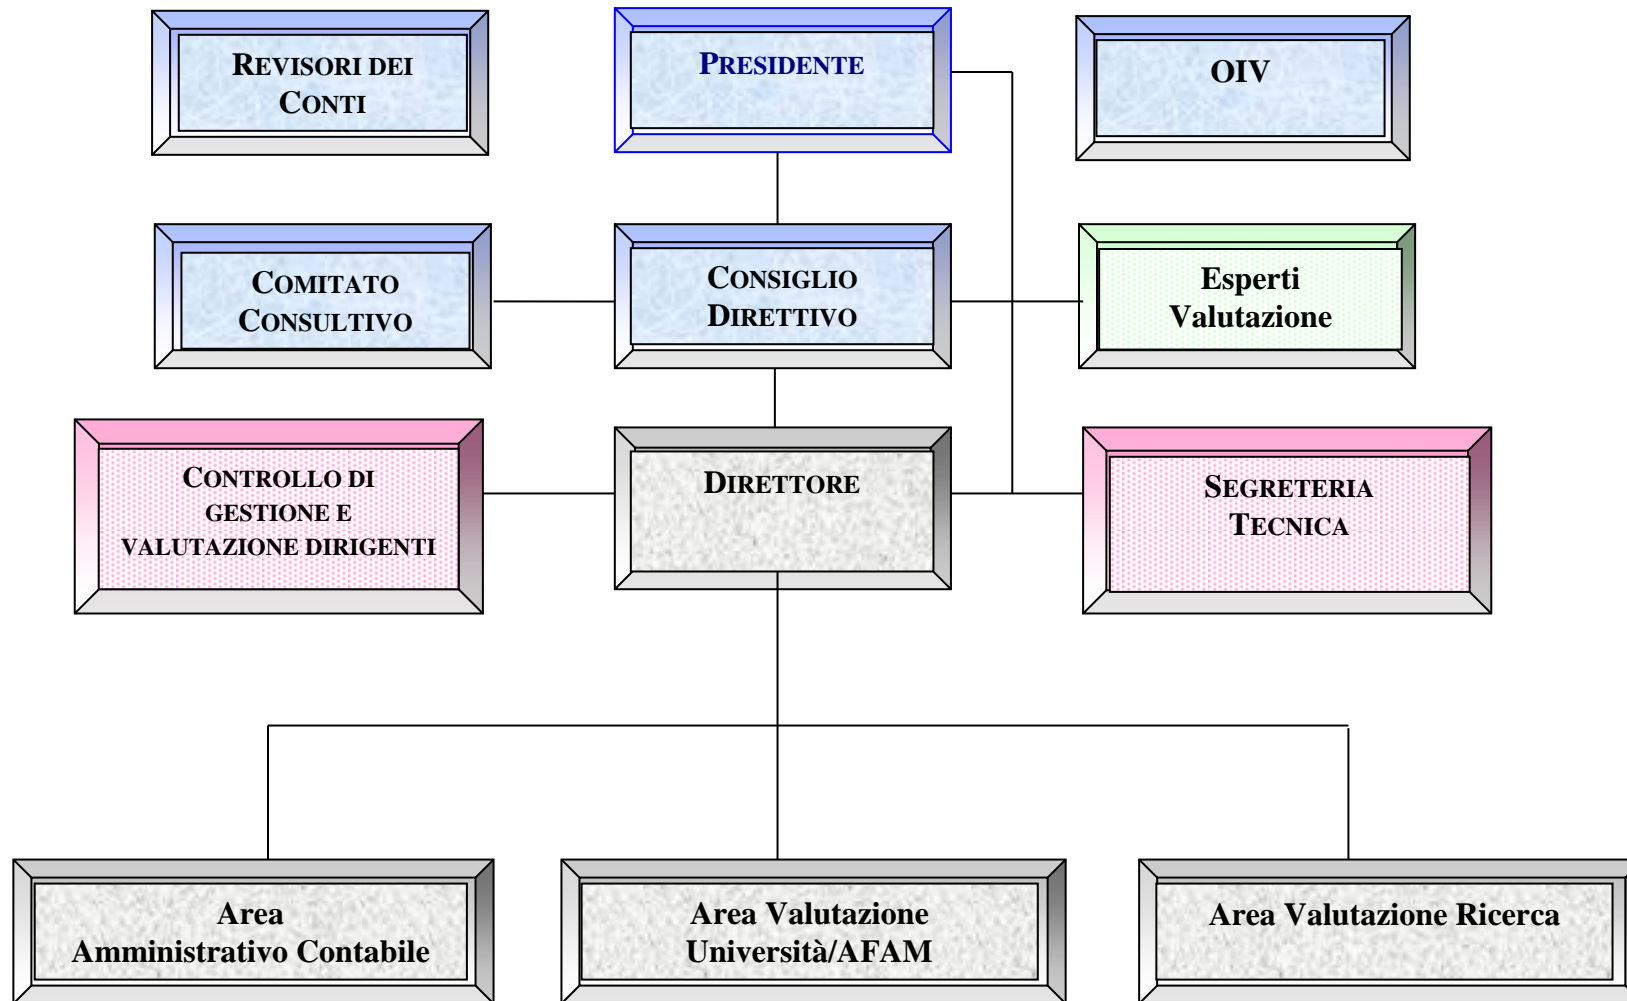 REVISORI DEI
CONTI
PRESIDENTE
OIV
COMITATO
CONSULTIVO
CONSIGLIO
DIRETTIVO
Esperti
Valutazione
CONTROLLO DI
GESTIONE E
VALUTAZIONE DIRIGENTI
DIRETTORE
SEGRETERIA
TECNICA
Area
Amministrativo Contabile
Area Valutazione
Università/AFAM
Area Valutazione Ricerca